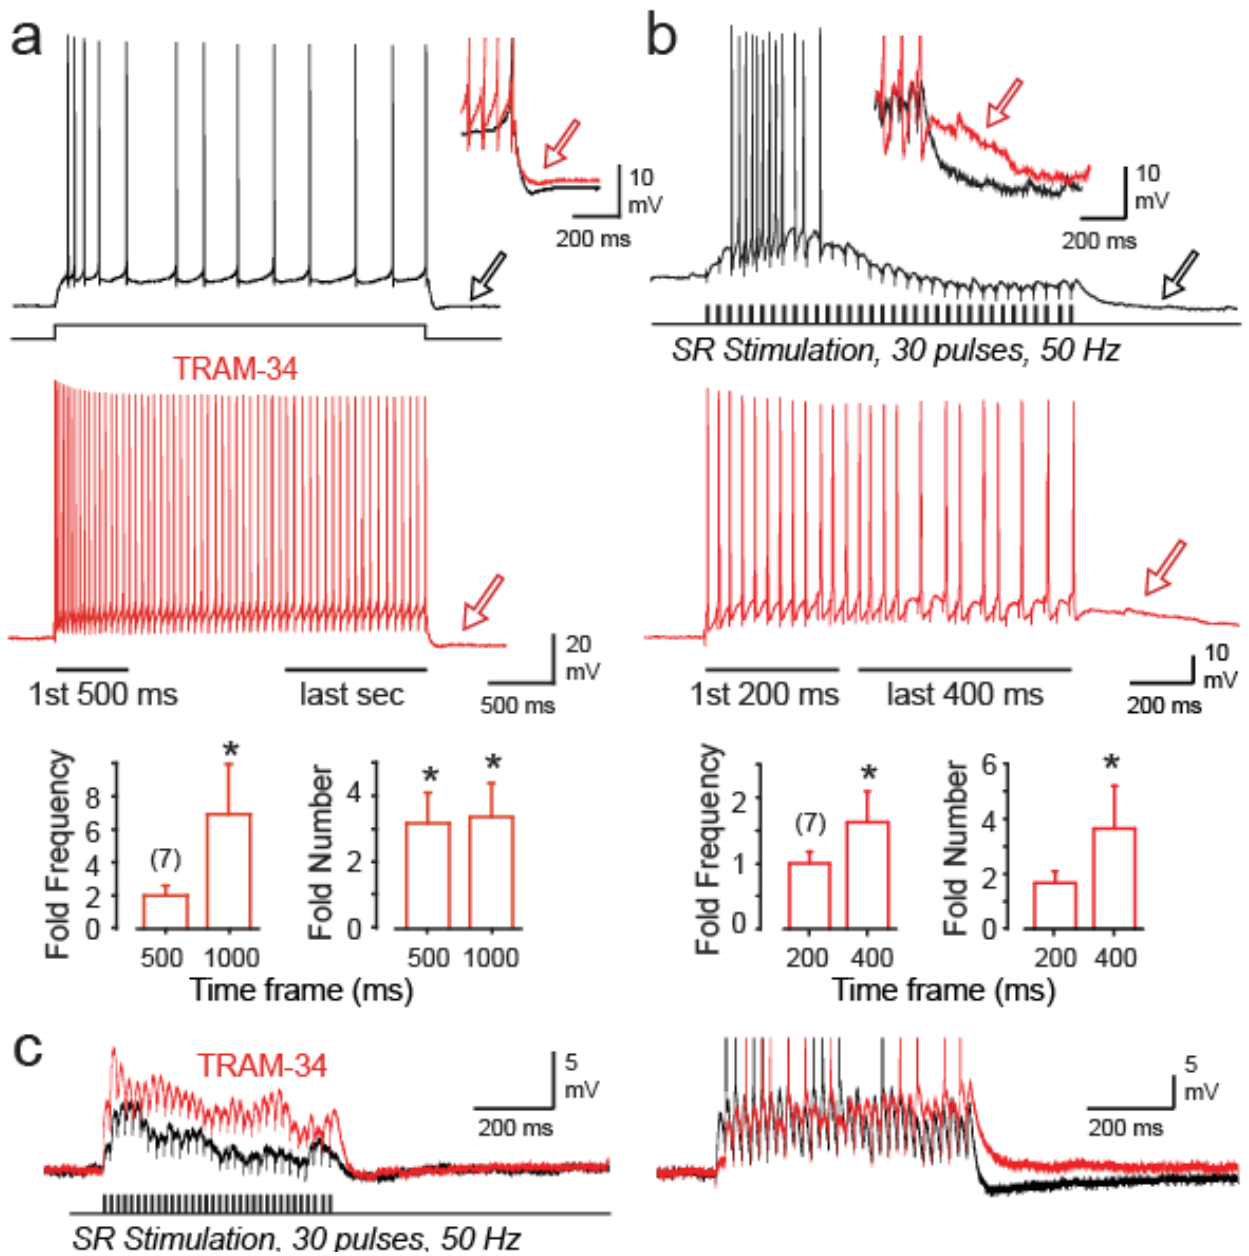 a
b
10
mV
200 ms
10
mV
200 ms
SR Stimulation, 30 pulses, 50 Hz
TRAM-34
20
mV
500 ms
1st 500 ms
last sec
10
mV
200 ms
1st 200 ms
last 400 ms
Fold Frequency
8
6
4
2
0
(7)
*
500 1000
Fold Number
4
2
0
*
*
500 1000
Time frame (ms)
Fold Frequency
2
1
0
(7)
*
200 400
Fold Number
6
4
2
0
*
200 400
Time frame (ms)
c
TRAM-34
5
mV
200 ms
SR Stimulation, 30 pulses, 50 Hz
5
mV
200 ms